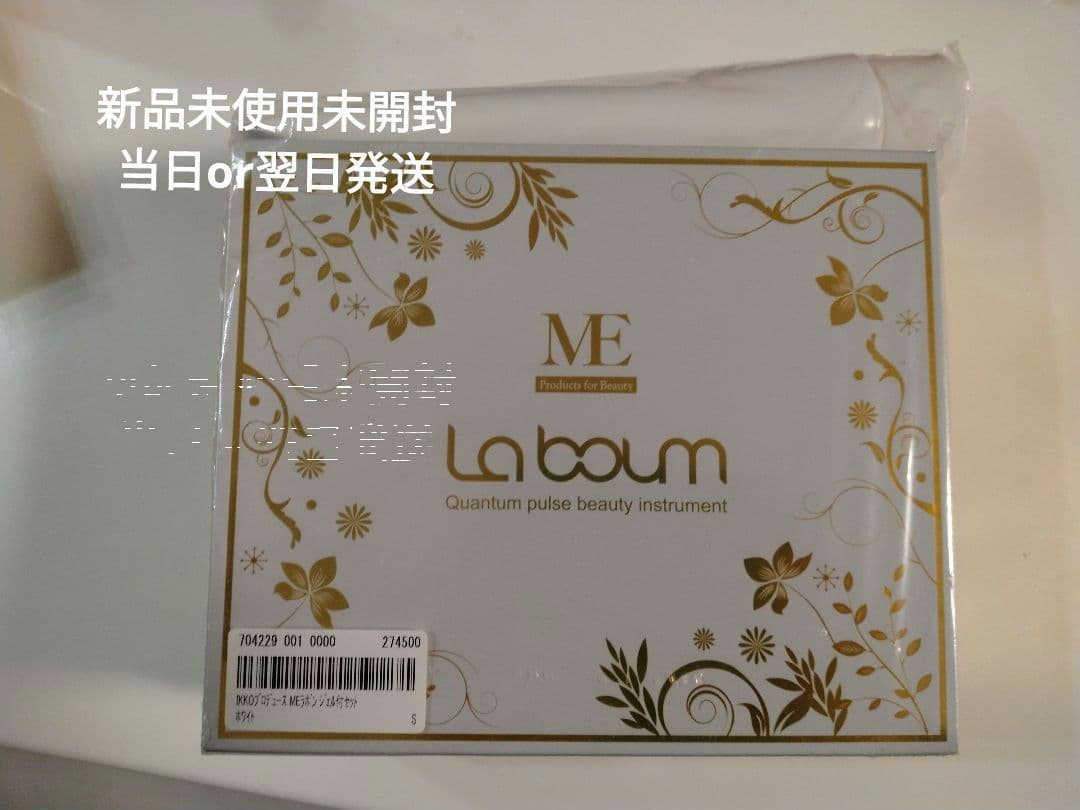 新品未使用未開封
当日or翌日発送
ME
Products for Beauty
La boum
Quantum pulse beauty instrument
704229 001 0000 274500
IKKOプロデュース MEラボンジェル付セット
ホワイト S